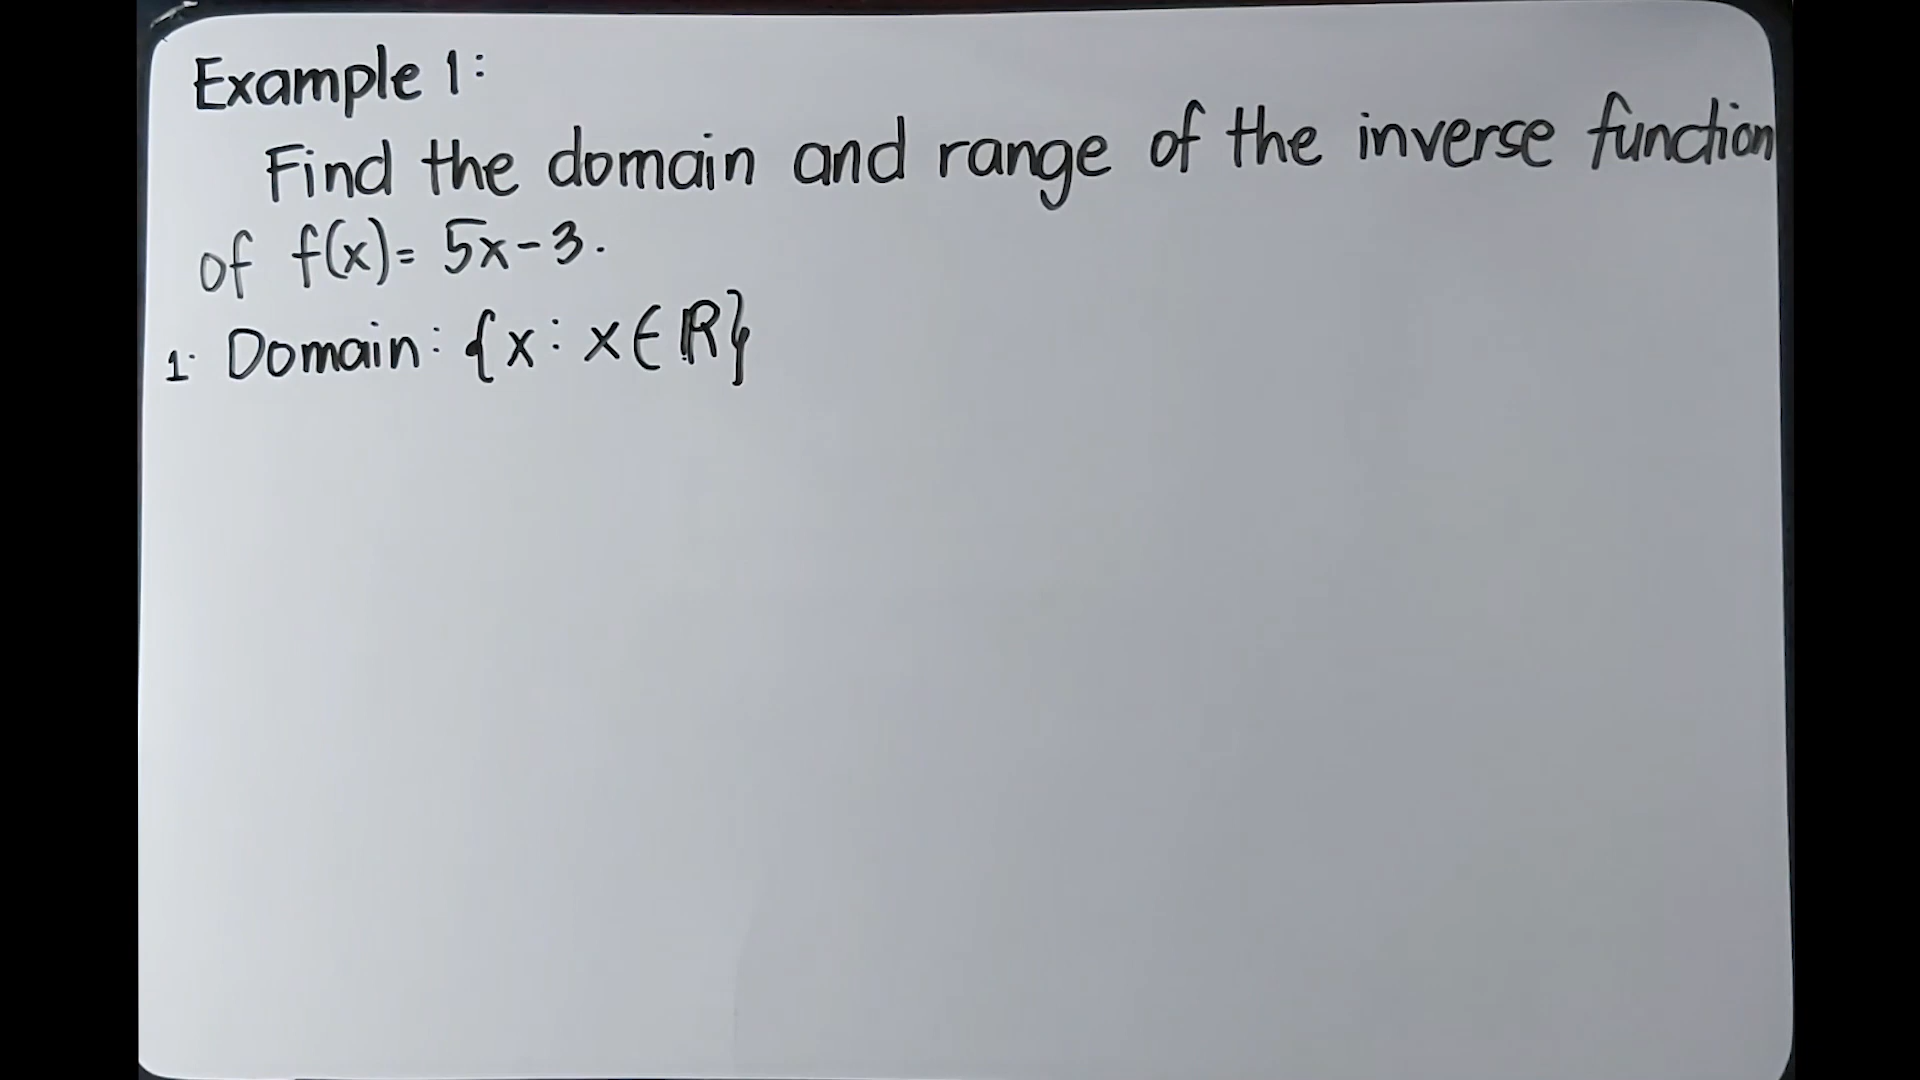 Example 1:
Find the domain and range of the inverse function
of f(x) = 5x-3.
1. Domain: {x: x∈ℝ}